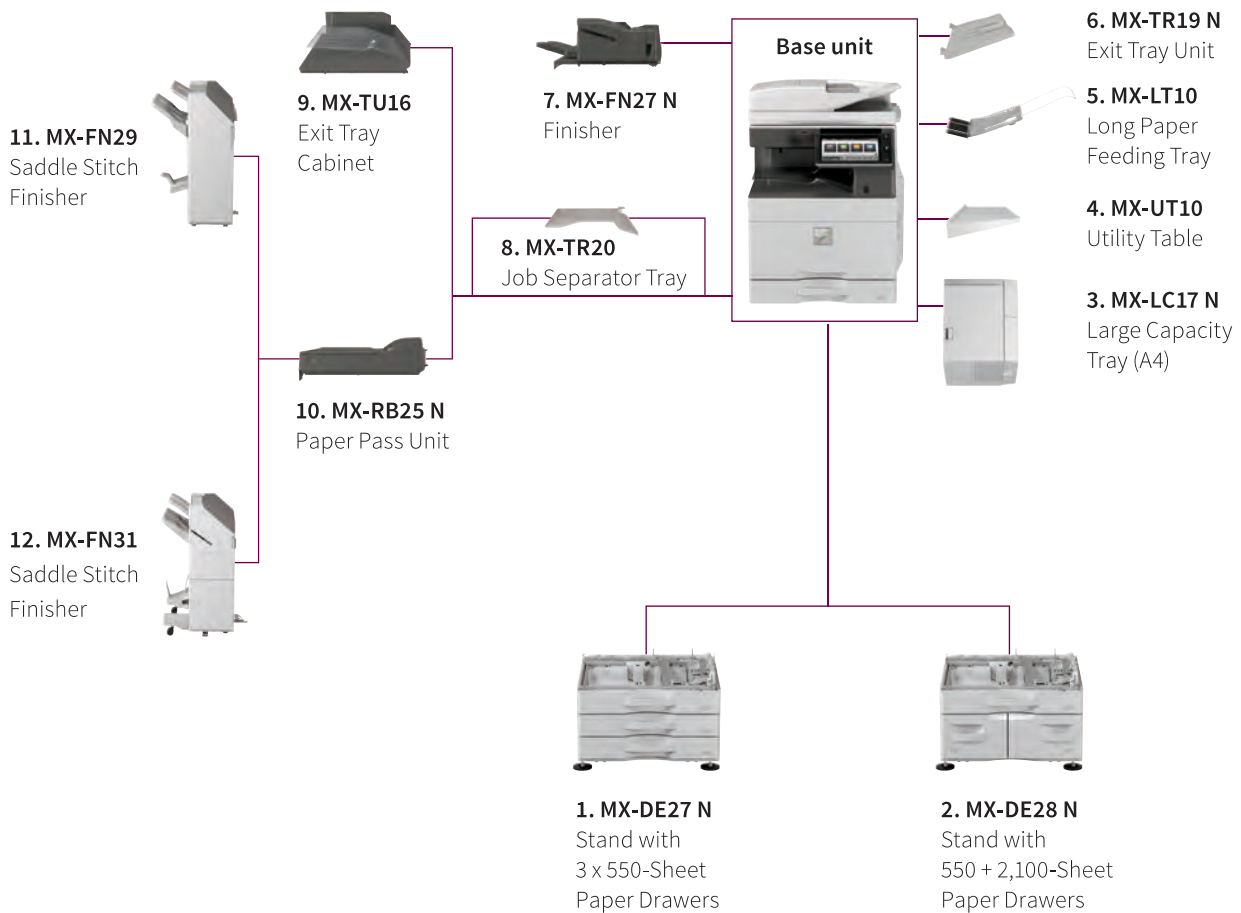 6. MX-TR19 N
Exit Tray Unit
Base unit
9. MX-TU16
Exit Tray
Cabinet
7. MX-FN27 N
Finisher
5. MX-LT10
Long Paper
Feeding Tray
11. MX-FN29
Saddle Stitch
Finisher
4. MX-UT10
Utility Table
8. MX-TR20
Job Separator Tray
3. MX-LC17 N
Large Capacity
Tray (A4)
10. MX-RB25 N
Paper Pass Unit
12. MX-FN31
Saddle Stitch
Finisher
1. MX-DE27 N
Stand with
3 x 550-Sheet
Paper Drawers
2. MX-DE28 N
Stand with
550 + 2,100-Sheet
Paper Drawers